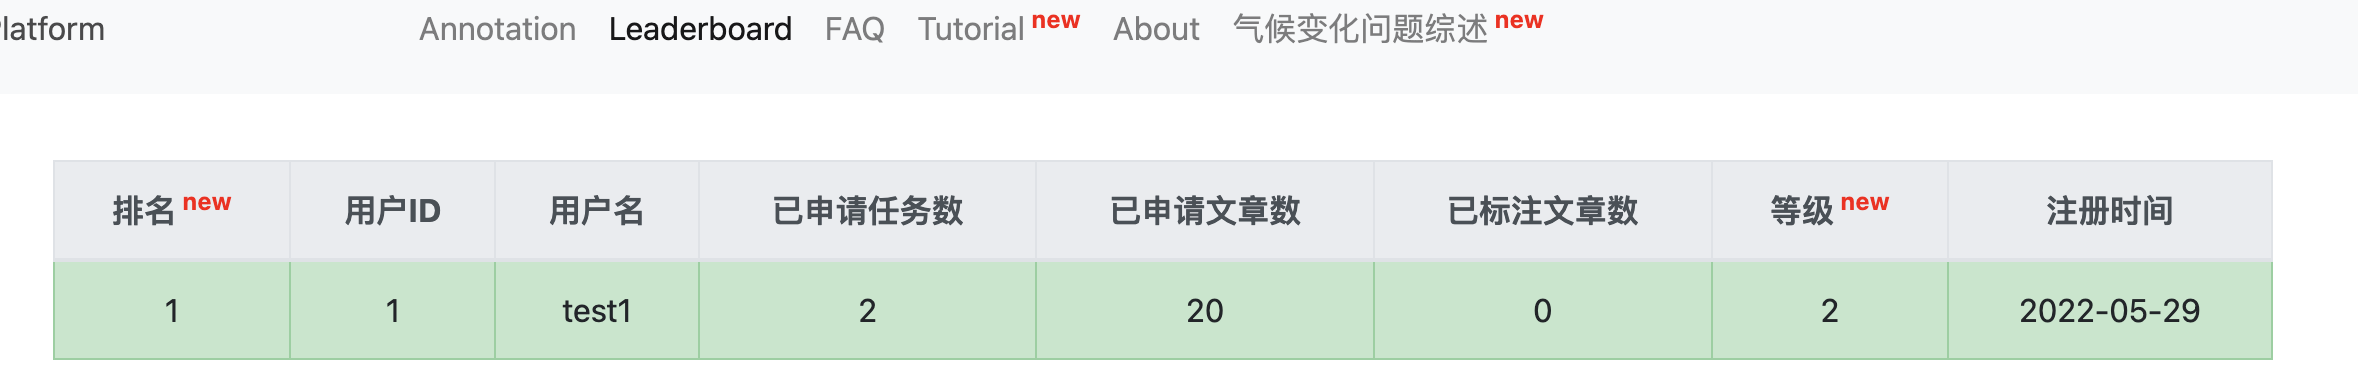 latform Annotation Leaderboard FAQ Tutorial new About 气候变化问题综述 new
排名 new 用户ID 用户名 已申请任务数 已申请文章数 已标注文章数 等级 new 注册时间
1 1 test1 2 20 0 2 2022-05-29